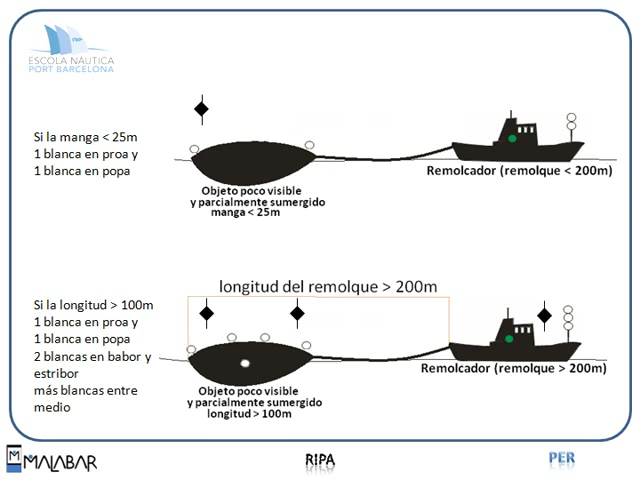 ESCOLA NÀUTICA
PORT BARCELONA
Si la manga < 25m
1 blanca en proa y
1 blanca en popa
Objeto poco visible
y parcialmente sumergido
manga < 25m
Remolcador (remolque < 200m)
longitud del remolque > 200m
Si la longitud > 100m
1 blanca en proa y
1 blanca en popa
2 blancas en babor y
estribor
más blancas entre
medio
Objeto poco visible
y parcialmente sumergido
longitud > 100m
Remolcador (remolque > 200m)
MALABAR
RIPA
PER